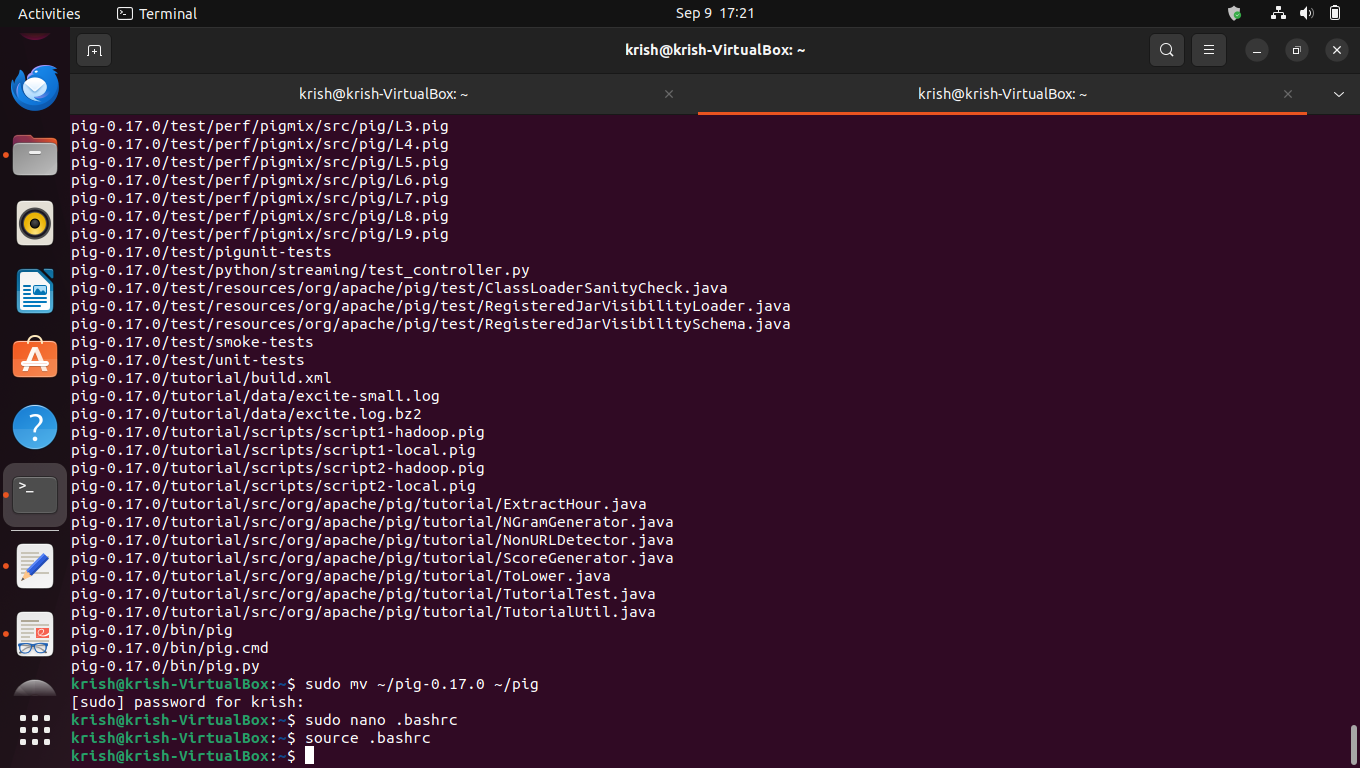 Activities
Terminal
Sep 9 17:21
krish@krish-VirtualBox: ~
krish@krish-VirtualBox: ~
krish@krish-VirtualBox: ~
pig-0.17.0/test/perf/pigmix/src/pig/L3.pig
pig-0.17.0/test/perf/pigmix/src/pig/L4.pig
pig-0.17.0/test/perf/pigmix/src/pig/L5.pig
pig-0.17.0/test/perf/pigmix/src/pig/L6.pig
pig-0.17.0/test/perf/pigmix/src/pig/L7.pig
pig-0.17.0/test/perf/pigmix/src/pig/L8.pig
pig-0.17.0/test/perf/pigmix/src/pig/L9.pig
pig-0.17.0/test/pigunit-tests
pig-0.17.0/test/python/streaming/test_controller.py
pig-0.17.0/test/resources/org/apache/pig/test/ClassLoaderSanityCheck.java
pig-0.17.0/test/resources/org/apache/pig/test/RegisteredJarVisibilityLoader.java
pig-0.17.0/test/resources/org/apache/pig/test/RegisteredJarVisibilitySchema.java
pig-0.17.0/test/smoke-tests
pig-0.17.0/test/unit-tests
pig-0.17.0/tutorial/build.xml
pig-0.17.0/tutorial/data/excite-small.log
pig-0.17.0/tutorial/data/excite.log.bz2
pig-0.17.0/tutorial/scripts/script1-hadoop.pig
pig-0.17.0/tutorial/scripts/script1-local.pig
pig-0.17.0/tutorial/scripts/script2-hadoop.pig
pig-0.17.0/tutorial/scripts/script2-local.pig
pig-0.17.0/tutorial/src/org/apache/pig/tutorial/ExtractHour.java
pig-0.17.0/tutorial/src/org/apache/pig/tutorial/NGramGenerator.java
pig-0.17.0/tutorial/src/org/apache/pig/tutorial/NonURLDetector.java
pig-0.17.0/tutorial/src/org/apache/pig/tutorial/ScoreGenerator.java
pig-0.17.0/tutorial/src/org/apache/pig/tutorial/ToLower.java
pig-0.17.0/tutorial/src/org/apache/pig/tutorial/TutorialTest.java
pig-0.17.0/tutorial/src/org/apache/pig/tutorial/TutorialUtil.java
pig-0.17.0/bin/pig
pig-0.17.0/bin/pig.cmd
pig-0.17.0/bin/pig.py
krish@krish-VirtualBox:~$ sudo mv ~/pig-0.17.0 ~/pig
[sudo] password for krish:
krish@krish-VirtualBox:~$ sudo nano .bashrc
krish@krish-VirtualBox:~$ source .bashrc
krish@krish-VirtualBox:~$